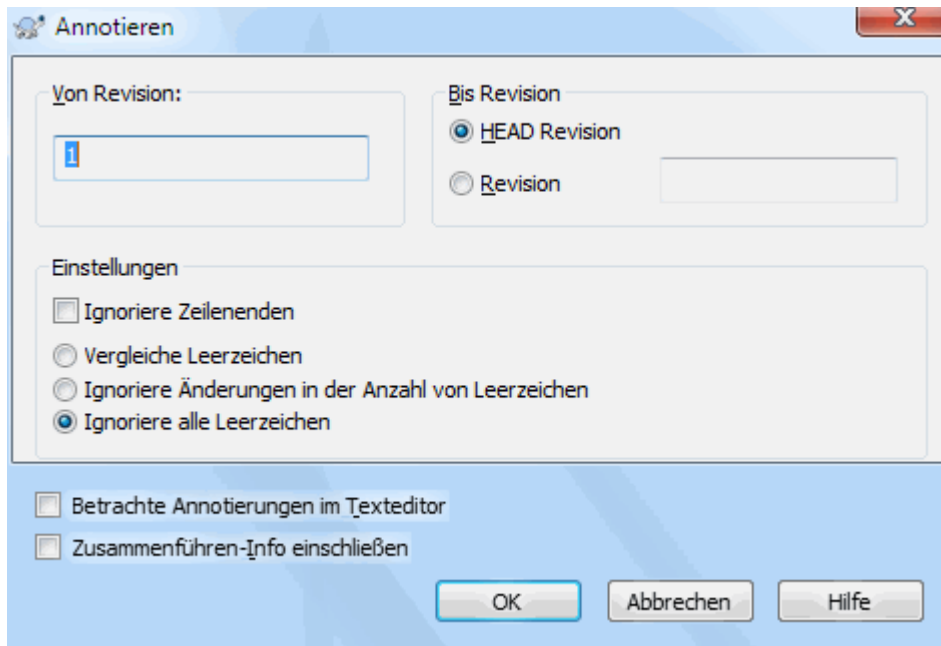 Annotieren
Von Revision:
1
Bis Revision
HEAD Revision
Revision
Einstellungen
Ignoriere Zeilenenden
Vergleiche Leerzeichen
Ignoriere Änderungen in der Anzahl von Leerzeichen
Ignoriere alle Leerzeichen
Betrachte Annotierungen im Texteditor
Zusammenführen-Info einschließen
OK Abbrechen Hilfe